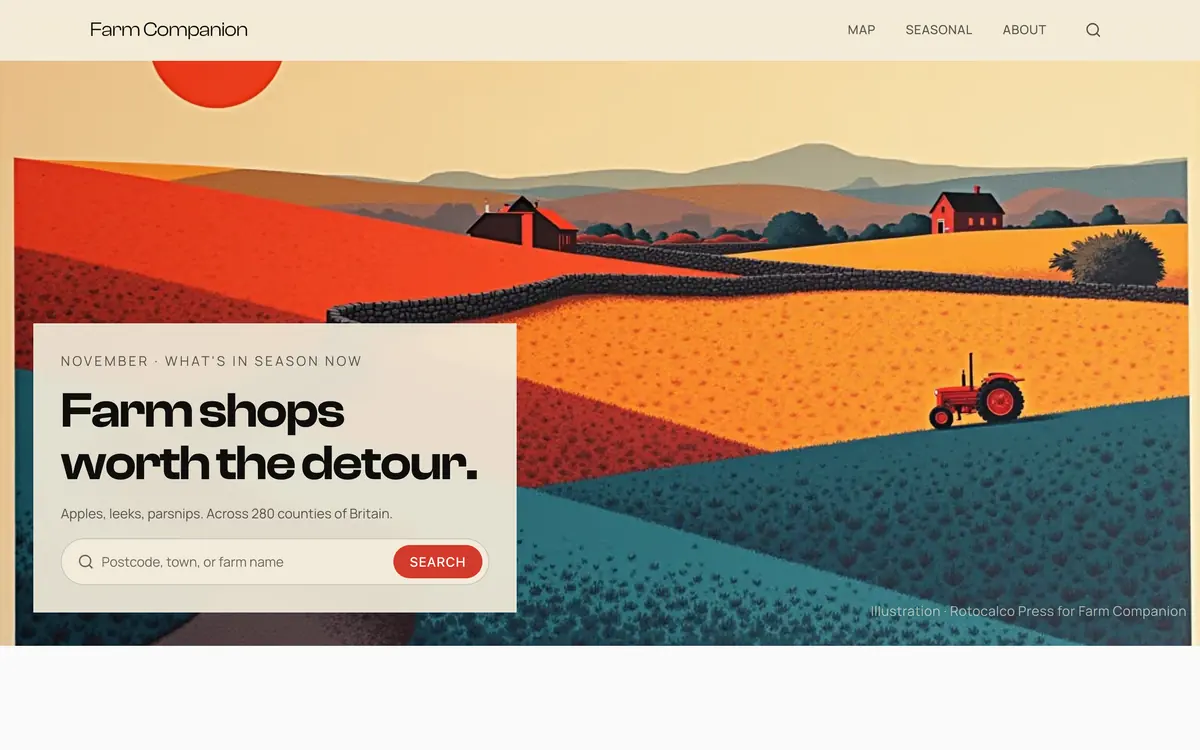 Farm Companion
MAP
SEASONAL
ABOUT
NOVEMBER · WHAT'S IN SEASON NOW
Farm shops
worth the detour.
Apples, leeks, parsnips. Across 280 counties of Britain.
Postcode, town, or farm name
SEARCH
Illustration · Rotocalco Press for Farm Companion